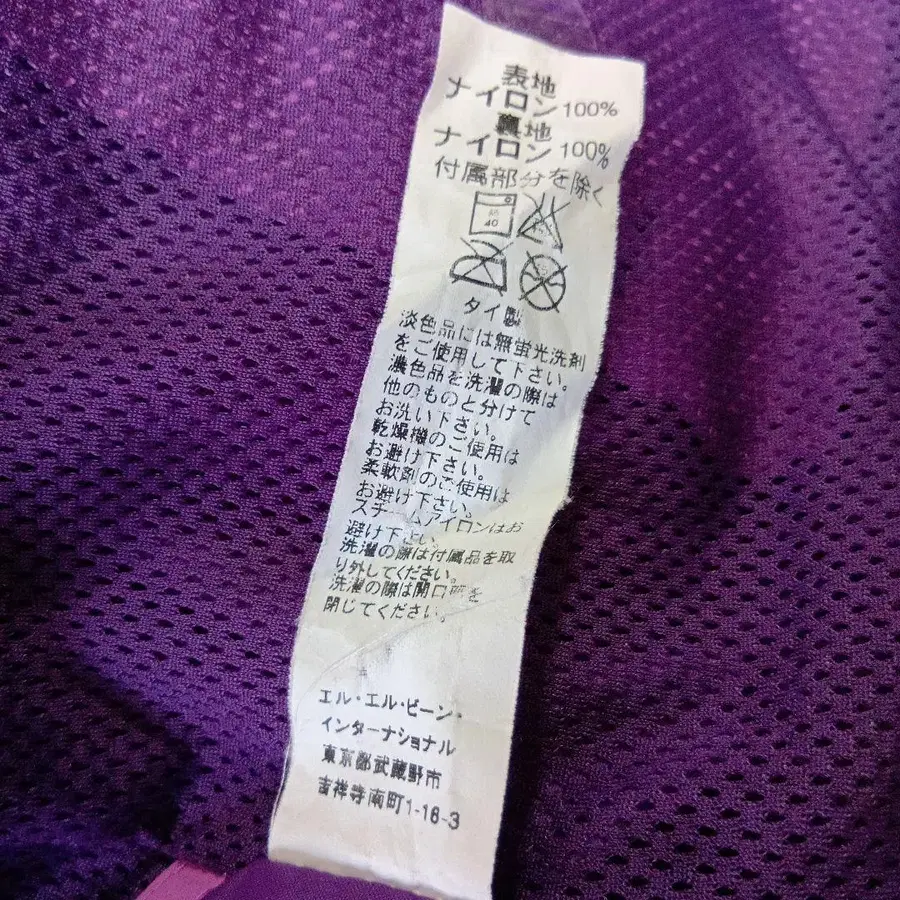 表地
ナイロン100%
裏地
ナイロン100%
付属部分を除く
40
タイ製
淡色品には無蛍光洗剤
をご使用して下さい。
濃色品を洗濯の際は
他のものと分けて
お洗い下さい。
乾燥機のご使用は
お避け下さい。
柔軟剤のご使用は
お避け下さい。
スチームアイロンはお
避け下さい。
洗濯の際は付属品を取
り外してください。
洗濯の際は開口部を
閉じてください。
エル・エル・ビーン・
インターナショナル
東京都武蔵野市
吉祥寺南町1-16-3